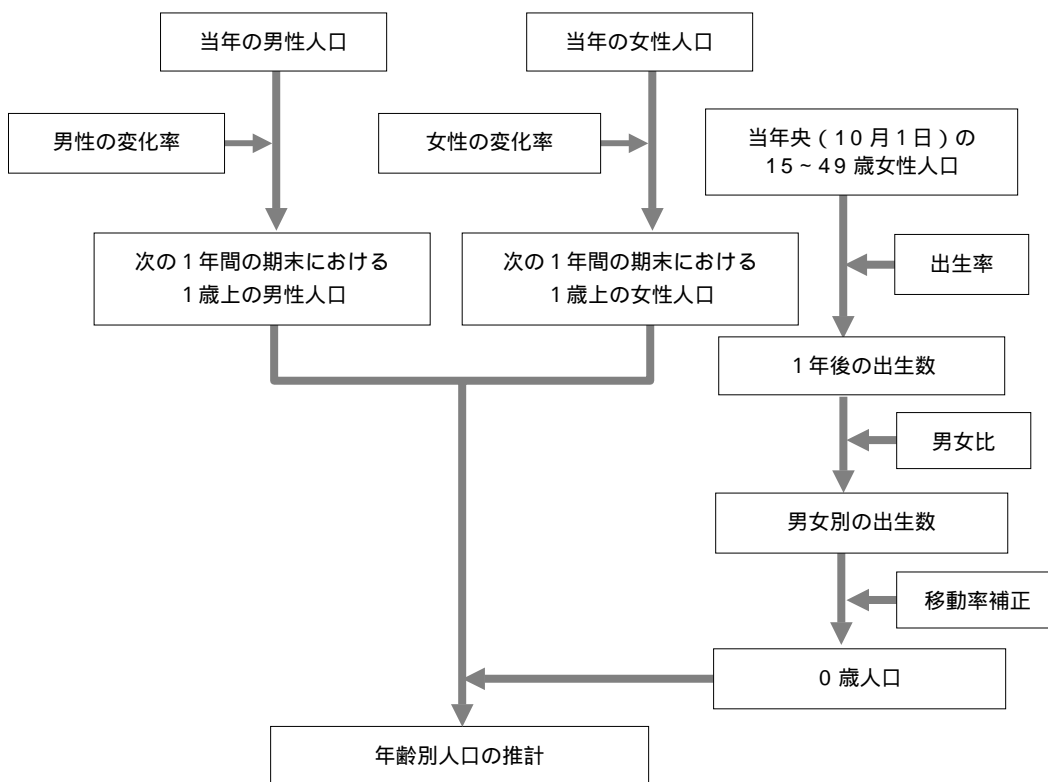 当年の男性人口
当年の女性人口
男性の変化率
女性の変化率
当年央（１０月１日）の
１５～４９歳女性人口
次の１年間の期末における
１歳上の男性人口
次の１年間の期末における
１歳上の女性人口
出生率
１年後の出生数
男女比
男女別の出生数
移動率補正
０歳人口
年齢別人口の推計